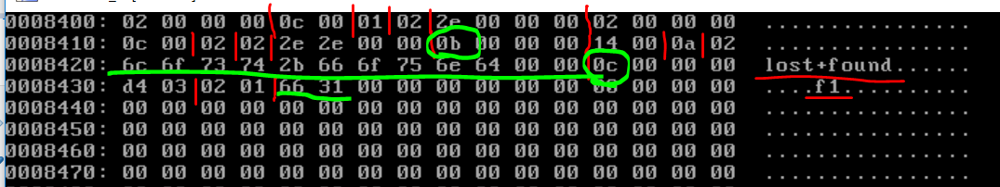 0008400: 02 00 00 00 0c 00 01 02 2e 00 00 00 02 00 00 00 ................
0008410: 0c 00 02 02 2e 2e 00 00 0b 00 00 00 14 00 0a 02 ................
0008420: 6c 6f 73 74 2b 66 6f 75 6e 64 00 00 0c 00 00 00 lost+found......
0008430: d4 03 02 01 66 31 00 00 00 00 00 00 00 00 00 00 ....f1..........
0008440: 00 00 00 00 00 00 00 00 00 00 00 00 00 00 00 00 ................
0008450: 00 00 00 00 00 00 00 00 00 00 00 00 00 00 00 00 ................
0008460: 00 00 00 00 00 00 00 00 00 00 00 00 00 00 00 00 ................
0008470: 00 00 00 00 00 00 00 00 00 00 00 00 00 00 00 00 ................